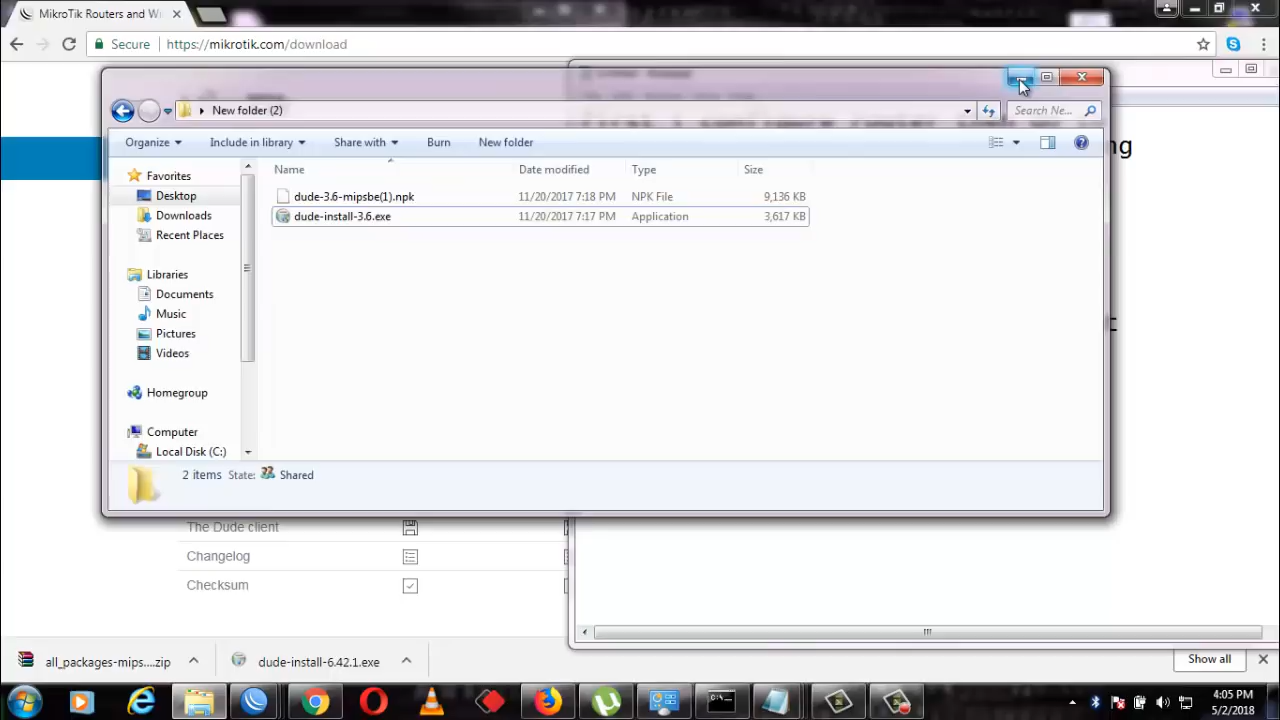 MikroTik Routers and Wi
Secure https://mikrotik.com/download
New folder (2)
Search Ne...
Organize Include in library Share with Burn New folder
ng
Name Date modified Type Size
Favorites
Desktop
Downloads
Recent Places
Libraries
Documents
Music
Pictures
Videos
Homegroup
Computer
Local Disk (C:)
dude-3.6-mipsbe(1).npk 11/20/2017 7:18 PM NPK File 9,136 KB
dude-install-3.6.exe 11/20/2017 7:17 PM Application 3,617 KB
2 items State: Shared
The Dude client
Changelog
Checksum
all_packages-mips....zip
dude-install-6.42.1.exe
Show all
4:05 PM
5/2/2018